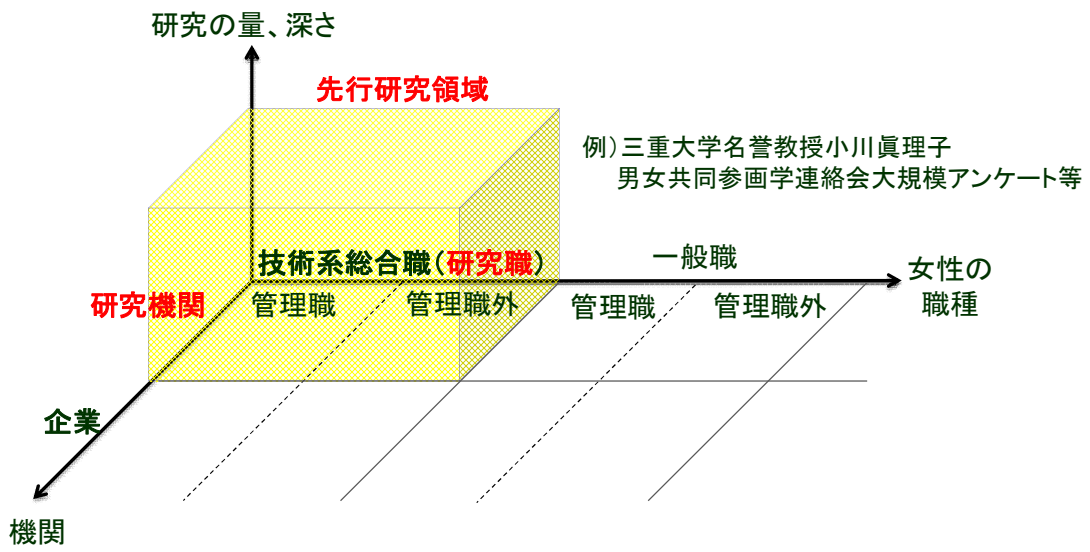 研究の量、深さ
先行研究領域
例）三重大学名誉教授小川眞理子
男女共同参画学連絡会大規模アンケート等
技術系総合職（研究職）
一般職
女性の
職種
研究機関
管理職
管理職外
管理職
管理職外
企業
機関